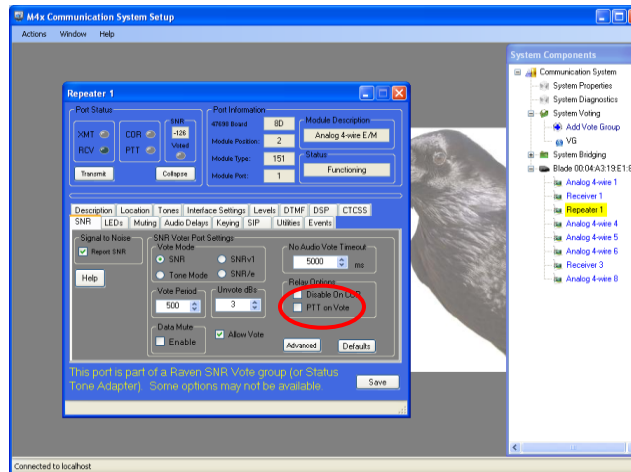 M4x Communication System Setup
Actions Window Help
System Components
Communication System
System Properties
System Diagnostics
System Voting
Add Vote Group
VG
System Bridging
Blade 00:04:A3:19:E1:8
Analog 4-wire 1
Receiver 1
Repeater 1
Analog 4-wire 4
Analog 4-wire 5
Analog 4-wire 6
Receiver 3
Analog 4-wire 8
Repeater 1
Port Status
XMT
RCV
COR
PTT
SNR
-126
Voted
Transmit
Collapse
Port Information
47690 Board 8D
Module Position: 2
Module Type: 151
Module Port: 1
Module Description
Analog 4-wire E/M
Status
Functioning
Description Location Tones Interface Settings Levels DTMF DSP CTCSS
SNR LEDs Muting Audio Delays Keying SIP Utilities Events
Signal to Noise
Report SNR
Help
SNR Voter Port Settings
Vote Mode
SNR SNRv1
Tone Mode SNR/e
Vote Period
500
Unvote dBs
3
Data Mute
Enable
Allow Vote
No Audio Vote Timeout
5000 ms
Relay Options
Disable On COR
PTT on Vote
Advanced
Defaults
This port is part of a Raven SNR Vote group (or Status
Tone Adapter). Some options may not be available.
Save
Connected to localhost